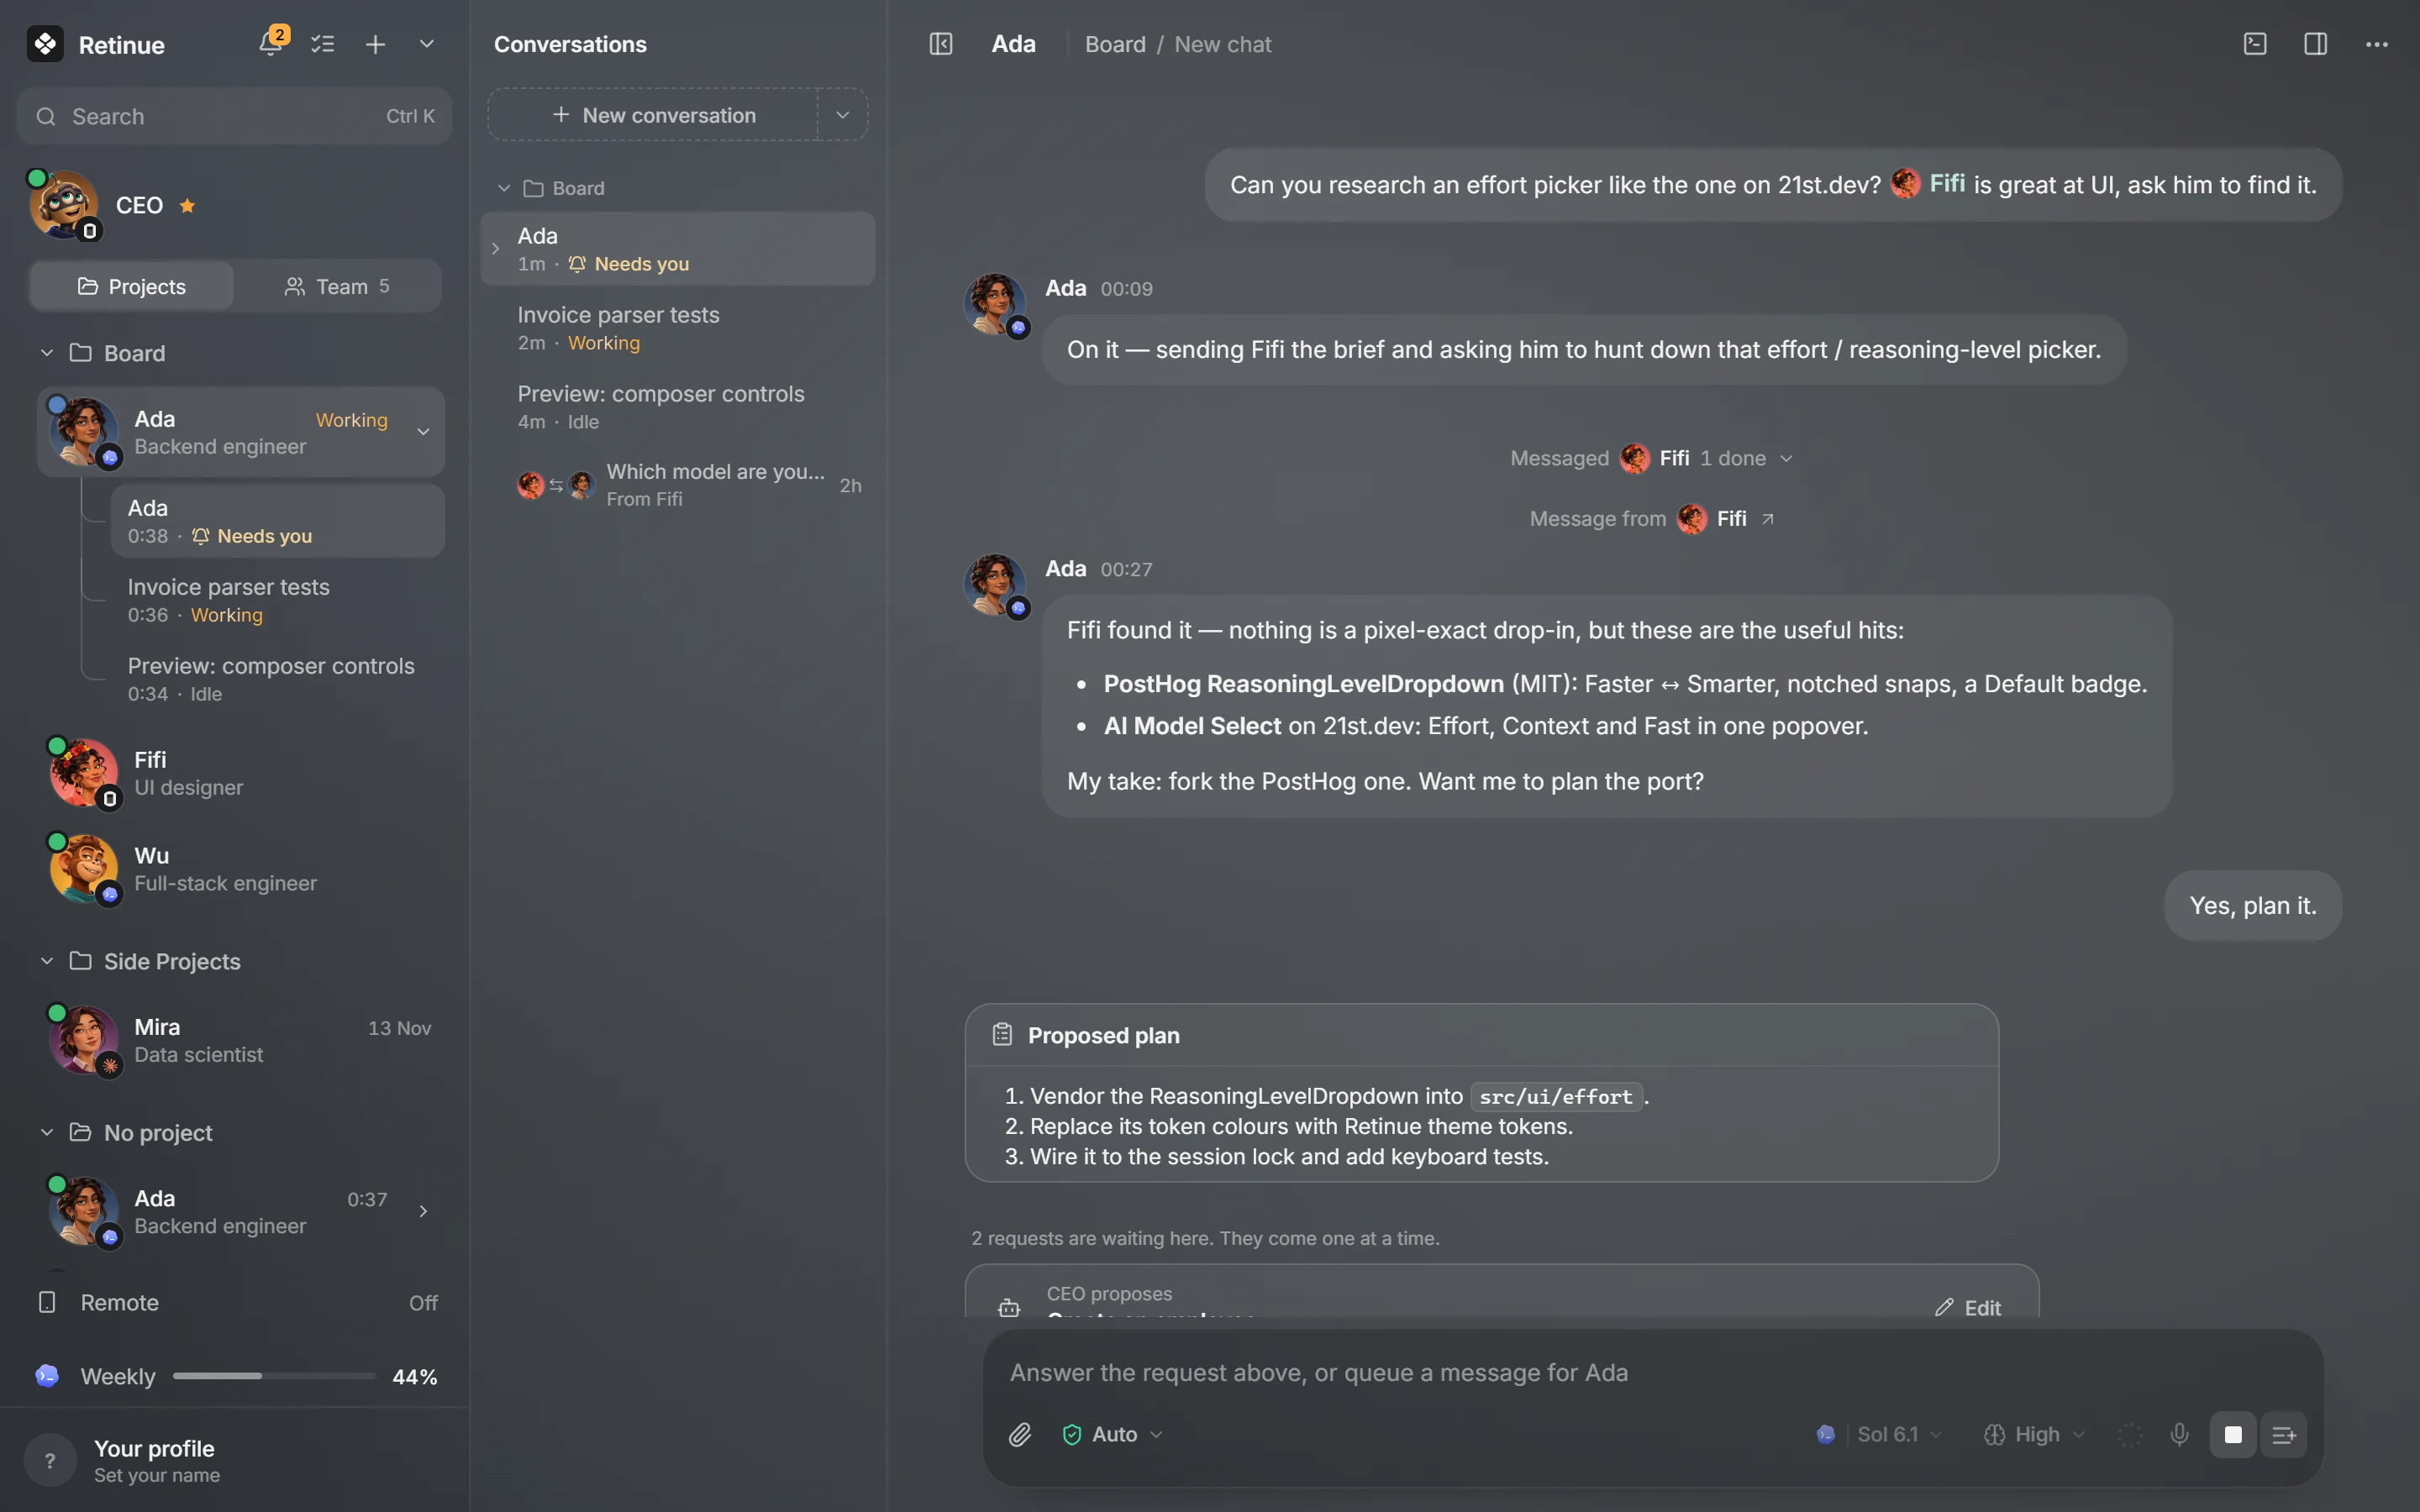 Retinue
2
Search
Ctrl K
CEO
Projects
Team 5
Board
Ada
Working
Backend engineer
Ada
0:38 · Needs you
Invoice parser tests
0:36 · Working
Preview: composer controls
0:34 · Idle
Fifi
UI designer
Wu
Full-stack engineer
Side Projects
Mira
13 Nov
Data scientist
No project
Ada
0:37
Backend engineer
Remote
Off
Weekly
44%
?
Your profile
Set your name
Conversations
New conversation
Board
Ada
1m · Needs you
Invoice parser tests
2m · Working
Preview: composer controls
4m · Idle
Which model are you...
From Fifi
2h
Ada
Board / New chat
Can you research an effort picker like the one on 21st.dev? Fifi is great at UI, ask him to find it.
Ada 00:09
On it — sending Fifi the brief and asking him to hunt down that effort / reasoning-level picker.
Messaged Fifi 1 done
Message from Fifi
Ada 00:27
Fifi found it — nothing is a pixel-exact drop-in, but these are the useful hits:
• PostHog ReasoningLevelDropdown (MIT): Faster ↔ Smarter, notched snaps, a Default badge.
• AI Model Select on 21st.dev: Effort, Context and Fast in one popover.
My take: fork the PostHog one. Want me to plan the port?
Yes, plan it.
Proposed plan
1. Vendor the ReasoningLevelDropdown into src/ui/effort.
2. Replace its token colours with Retinue theme tokens.
3. Wire it to the session lock and add keyboard tests.
2 requests are waiting here. They come one at a time.
CEO proposes
Edit
Answer the request above, or queue a message for Ada
Auto
Sol 6.1
High